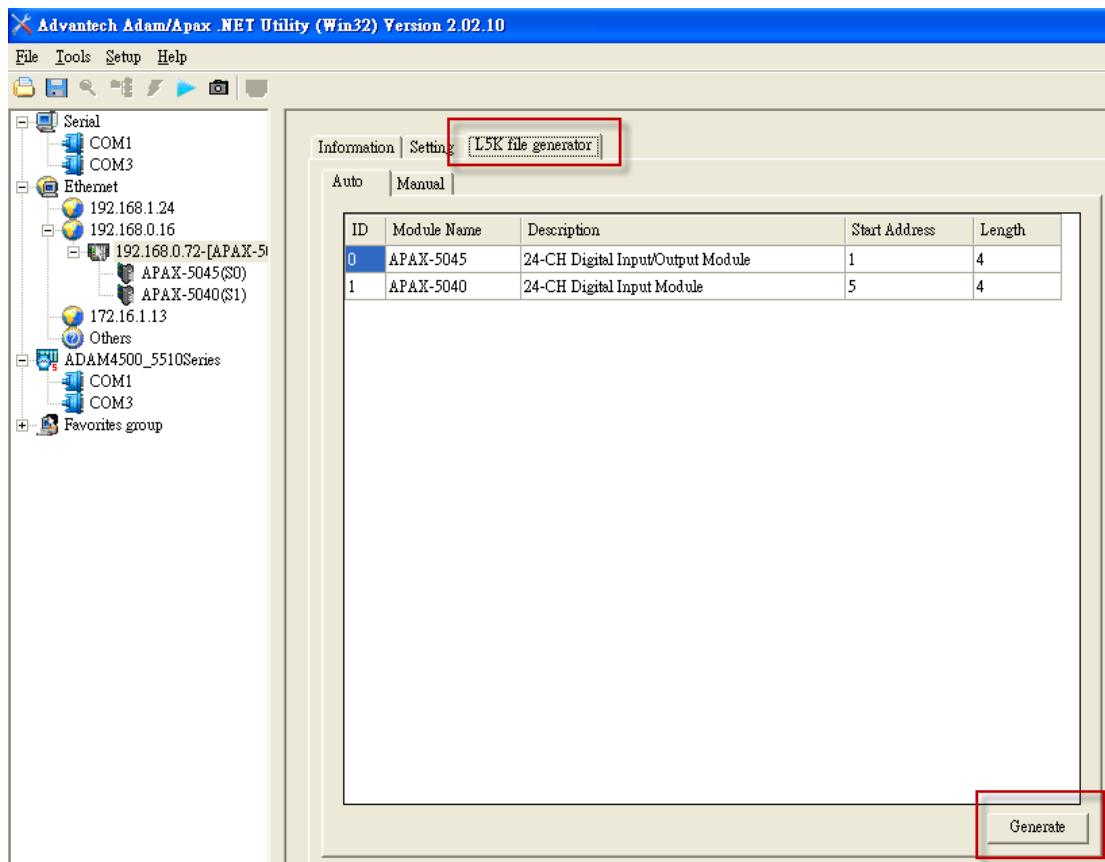 Advantech Adam/Apax .NET Utility (Win32) Version 2.02.10
File Tools Setup Help
Serial
COM1
COM3
Ethernet
192.168.1.24
192.168.0.16
192.168.0.72-[APAX-50
APAX-5045(S0)
APAX-5040(S1)
172.16.1.13
Others
ADAM4500_5510Series
COM1
COM3
Favorites group
Information Setting L5K file generator
Auto Manual
ID Module Name Description Start Address Length
0 APAX-5045 24-CH Digital Input/Output Module 1 4
1 APAX-5040 24-CH Digital Input Module 5 4
Generate